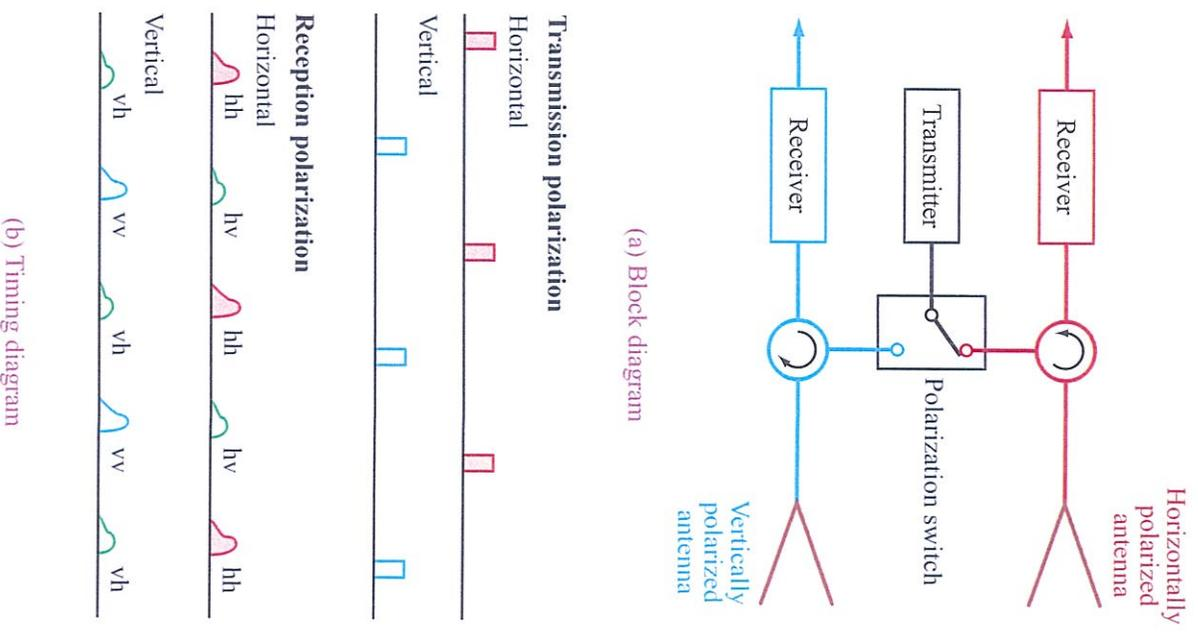 Horizontally
polarized
antenna
Receiver
Transmitter
Polarization switch
Receiver
Vertically
polarized
antenna
(a) Block diagram
Transmission polarization
Horizontal
Vertical
Reception polarization
Horizontal
hh hv hh hv hh
Vertical
vh vv vh vv vh
(b) Timing diagram